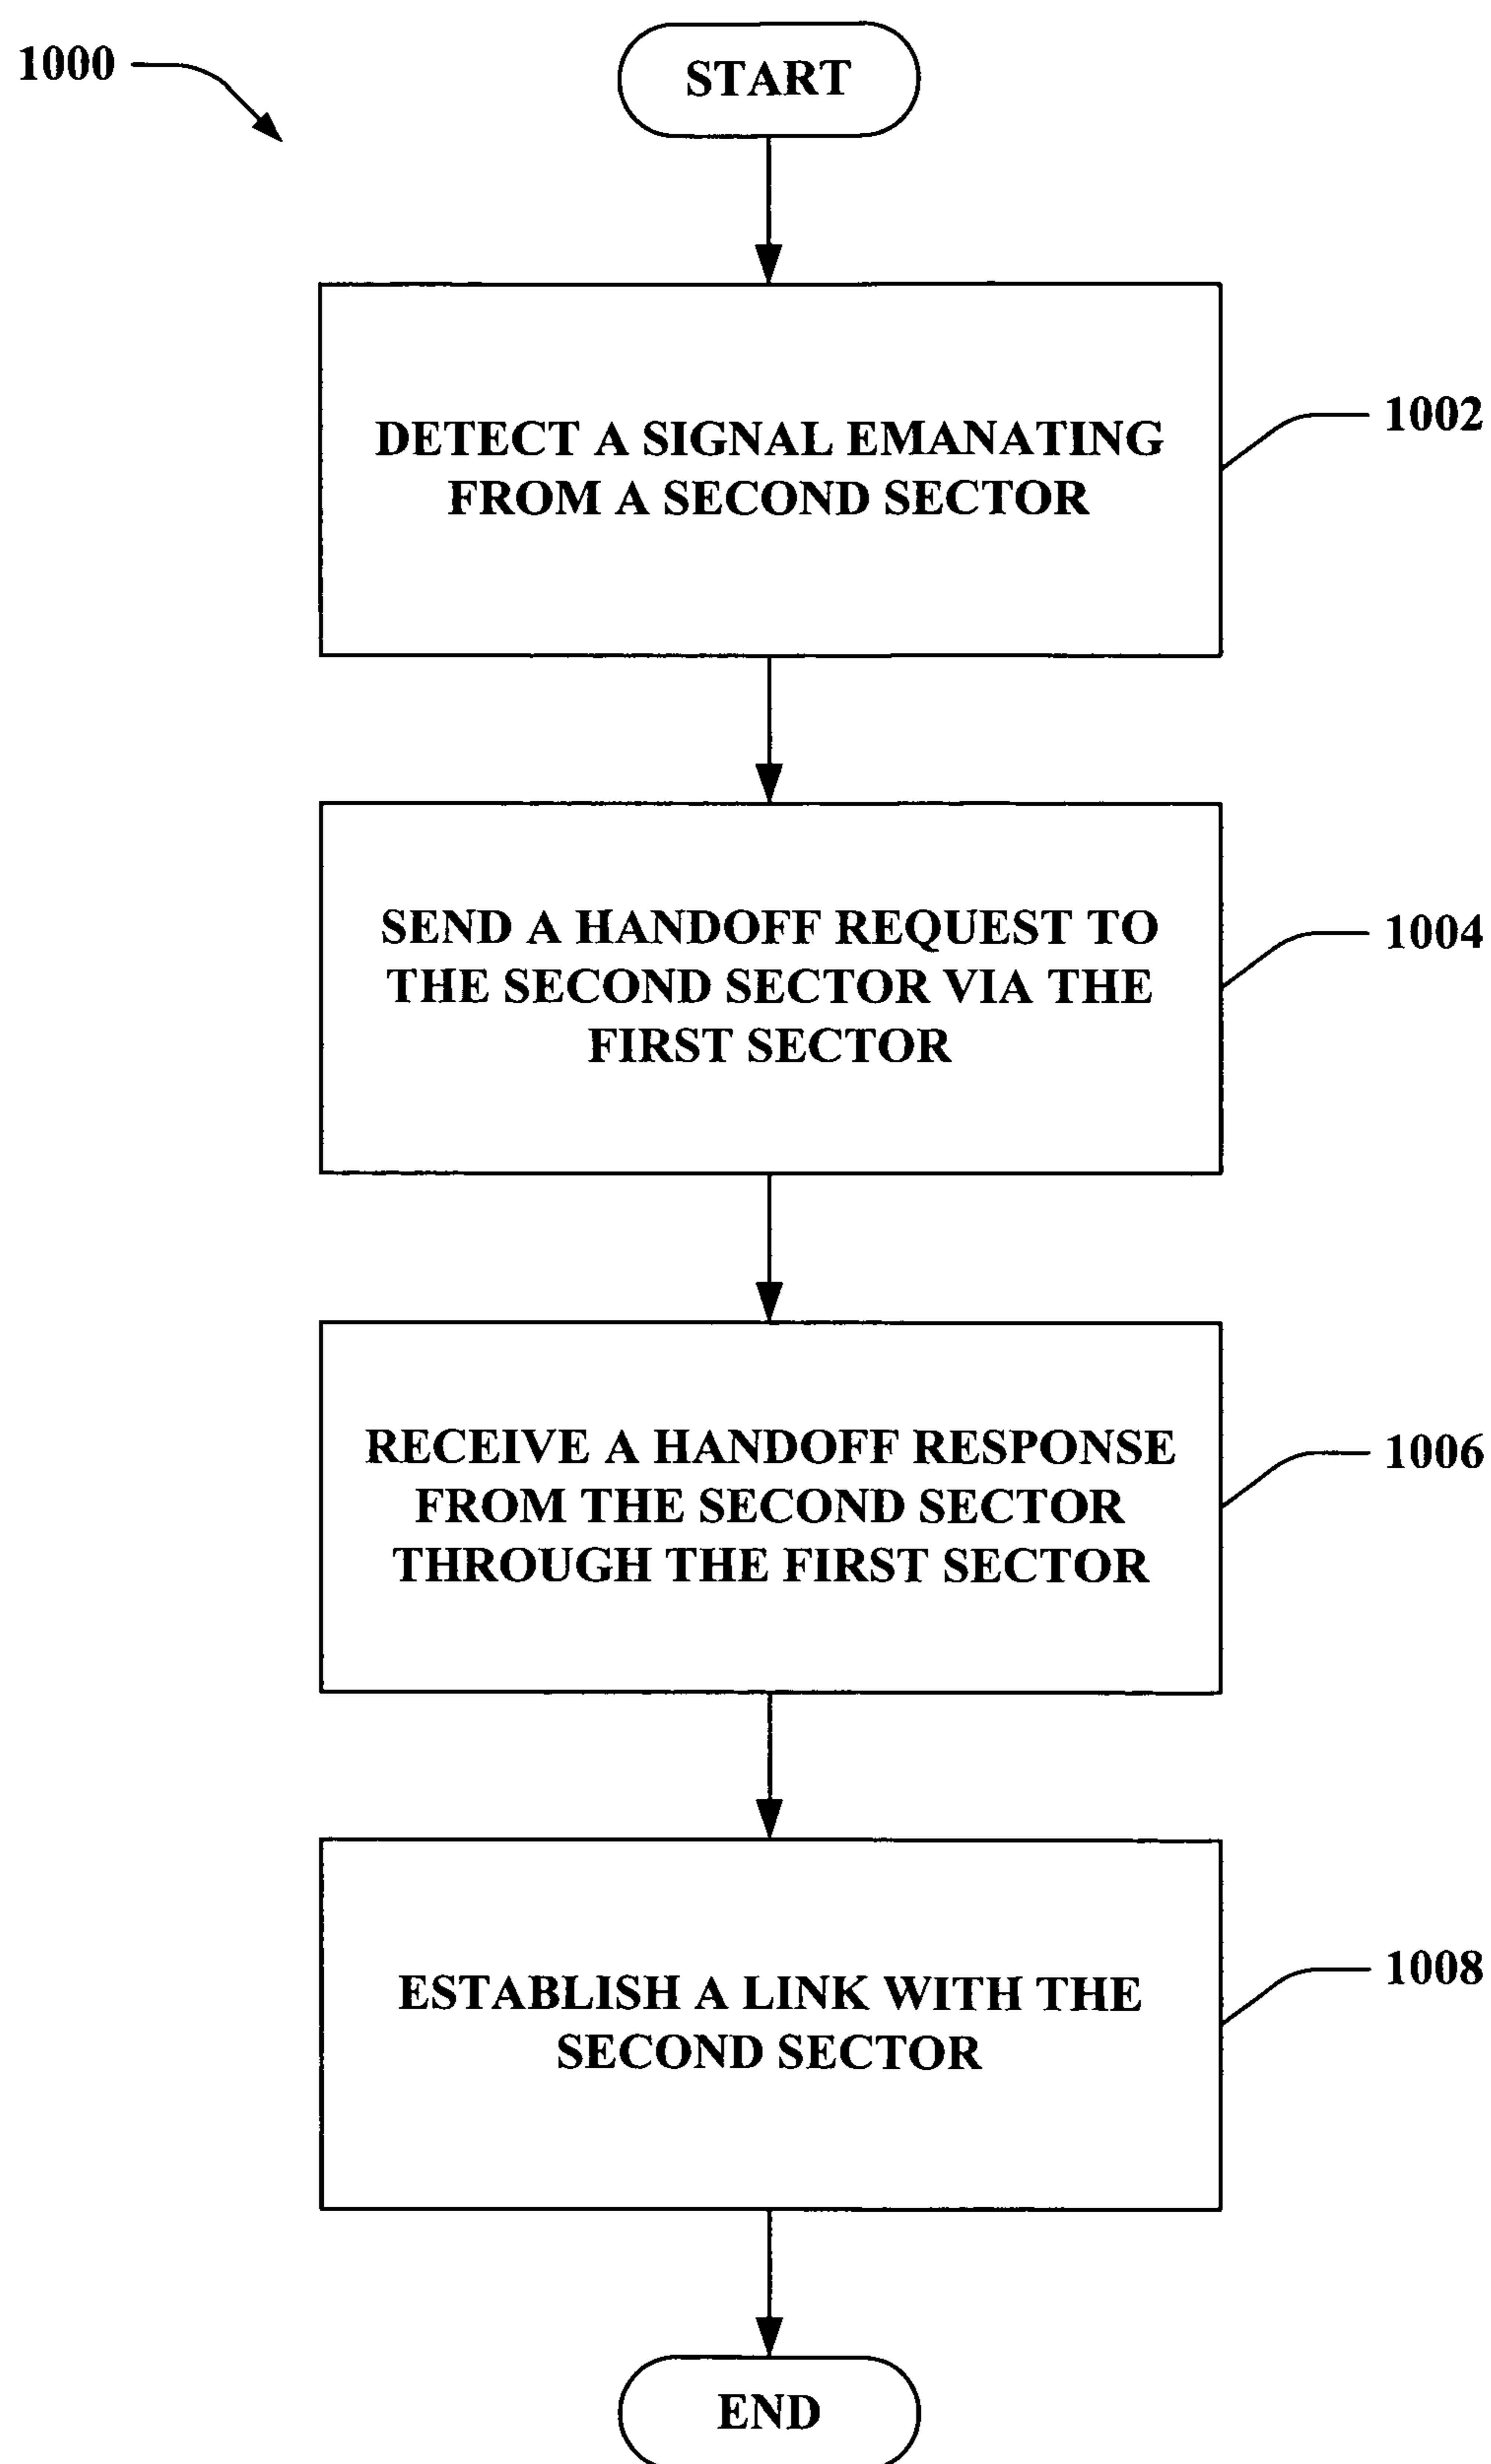 1000
START
DETECT A SIGNAL EMANATING
FROM A SECOND SECTOR
1002
SEND A HANDOFF REQUEST TO
THE SECOND SECTOR VIA THE
FIRST SECTOR
1004
RECEIVE A HANDOFF RESPONSE
FROM THE SECOND SECTOR
THROUGH THE FIRST SECTOR
1006
ESTABLISH A LINK WITH THE
SECOND SECTOR
1008
END